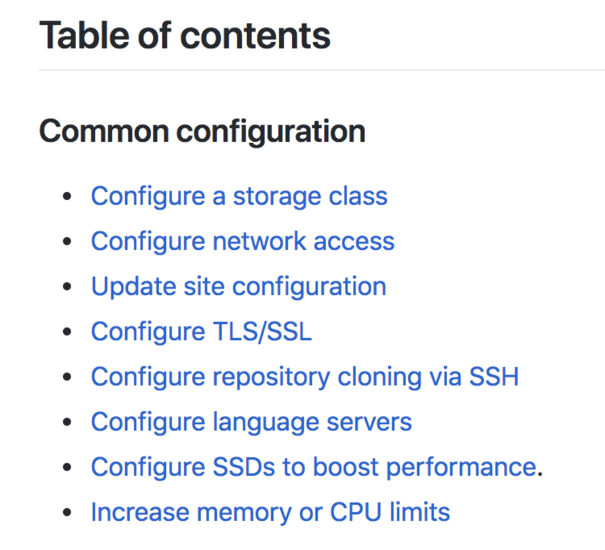 Table of contents
Common configuration
• Configure a storage class
• Configure network access
• Update site configuration
• Configure TLS/SSL
• Configure repository cloning via SSH
• Configure language servers
• Configure SSDs to boost performance.
• Increase memory or CPU limits